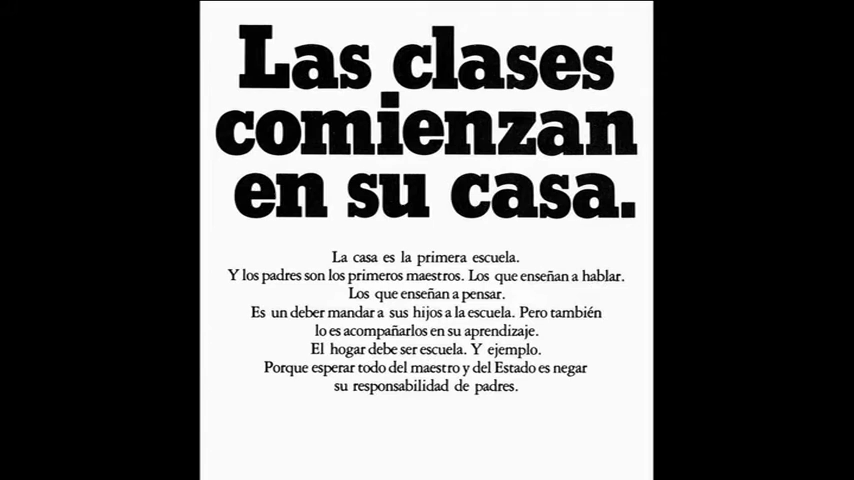 Las clases
comienzan
en su casa.
La casa es la primera escuela.
Y los padres son los primeros maestros. Los que enseñan a hablar.
Los que enseñan a pensar.
Es un deber mandar a sus hijos a la escuela. Pero también
lo es acompañarlos en su aprendizaje.
El hogar debe ser escuela. Y ejemplo.
Porque esperar todo del maestro y del Estado es negar
su responsabilidad de padres.